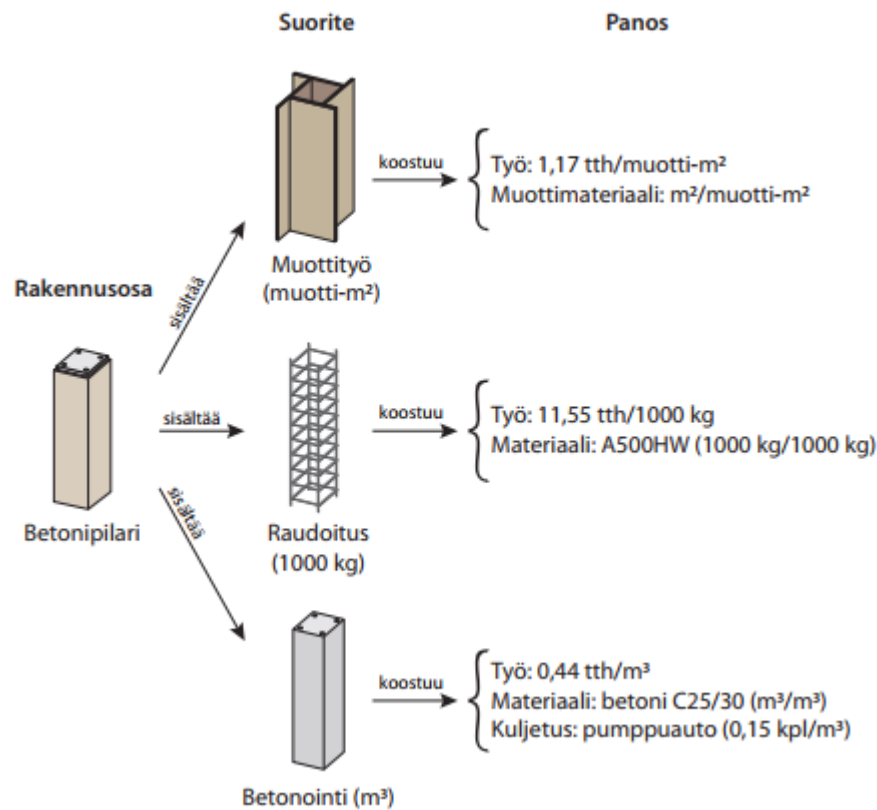 Suorite
Panos
koostuu
Työ: 1,17 tth/muotti-m²
Muottimateriaali: m²/muotti-m²
Muottityö
(muotti-m²)
Rakennusosa
sisältää
sisältää
sisältää
Betonipilari
koostuu
Työ: 11,55 tth/1000 kg
Materiaali: A500HW (1000 kg/1000 kg)
Raudoitus
(1000 kg)
koostuu
Työ: 0,44 tth/m³
Materiaali: betoni C25/30 (m³/m³)
Kuljetus: pumppuauto (0,15 kpl/m³)
Betonointi (m³)